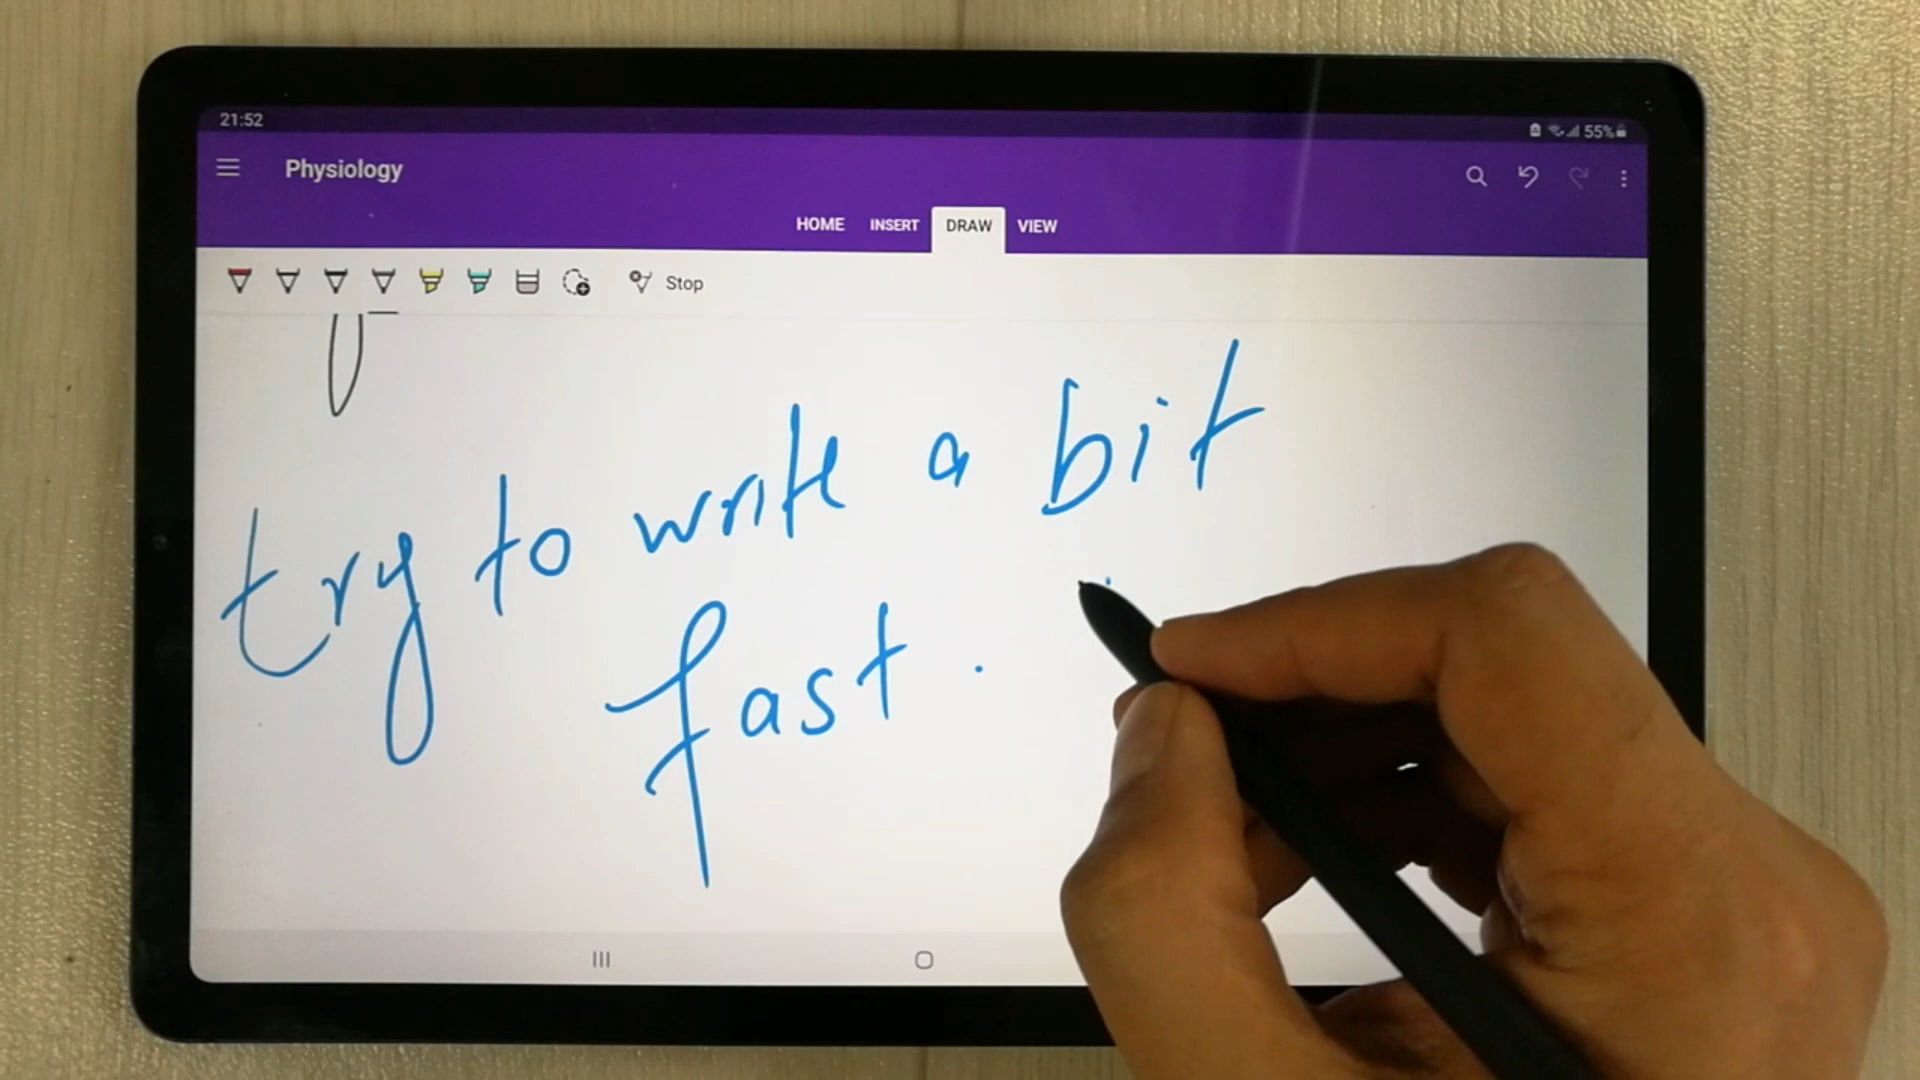 21:52
55%
Physiology
HOME INSERT DRAW VIEW
Stop
try to write a bit
fast.